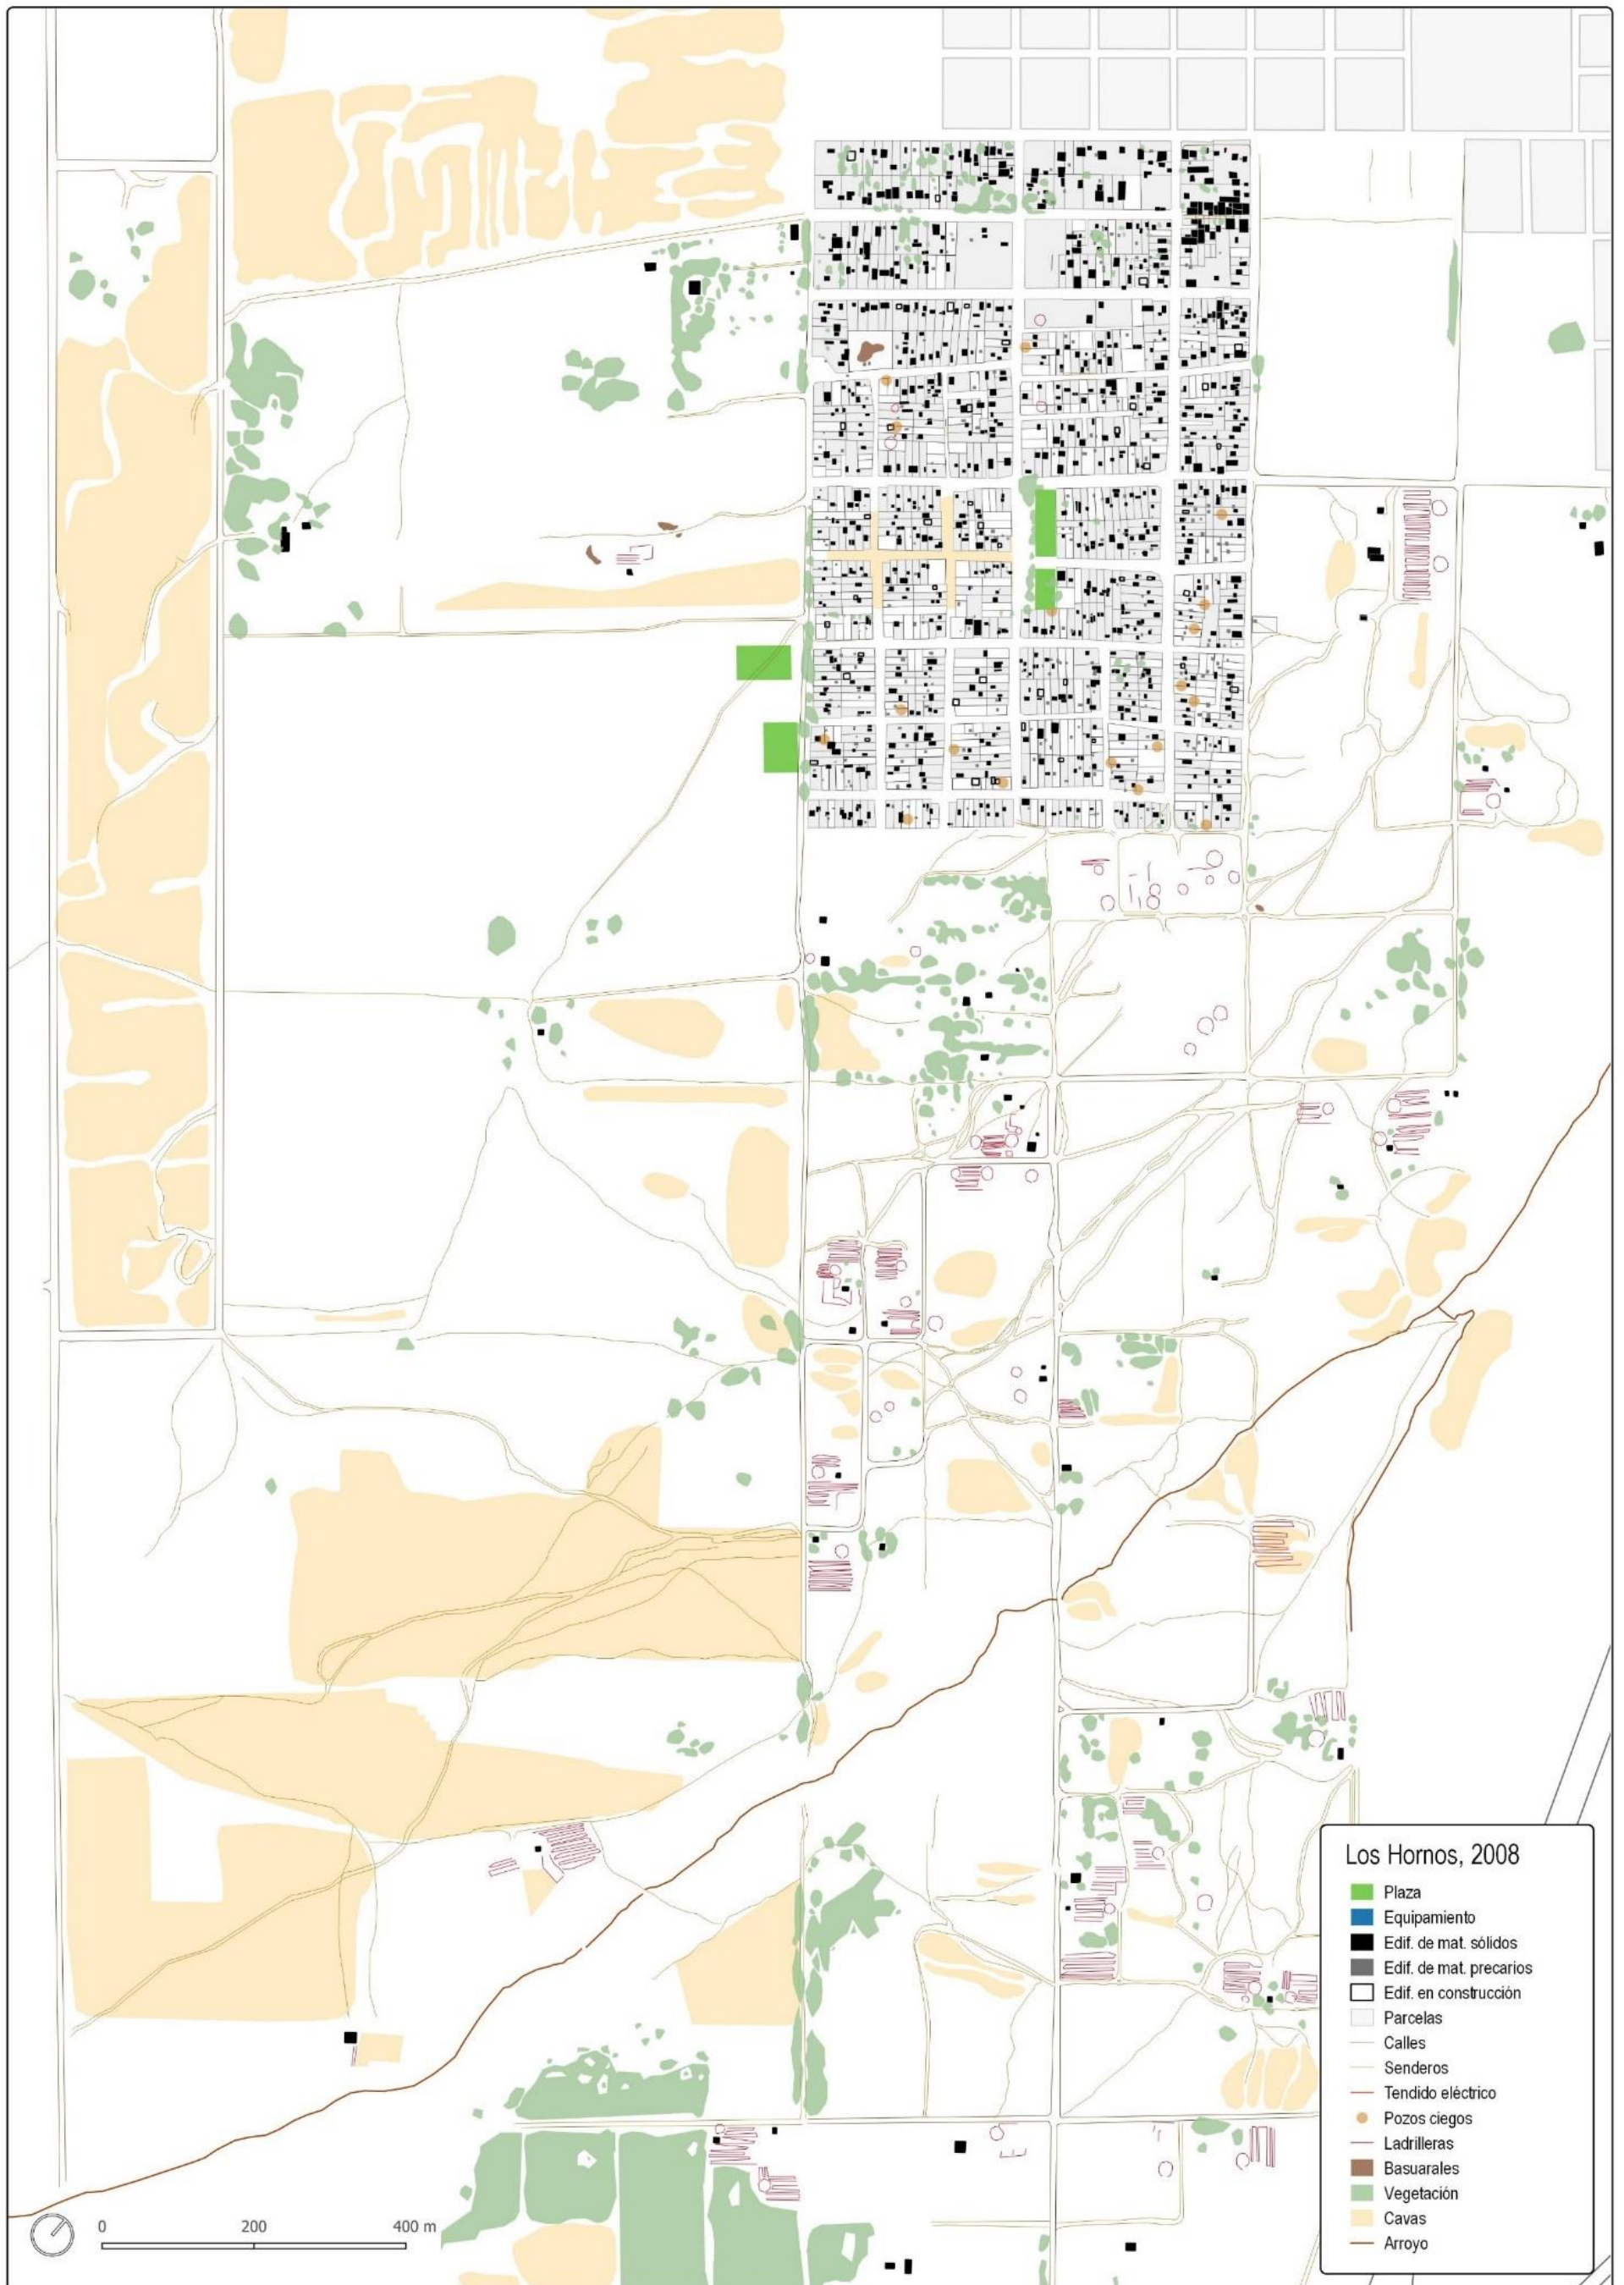 Los Hornos, 2008
Plaza
Equipamiento
Edif. de mat. sólidos
Edif. de mat. precarios
Edif. en construcción
Parcelas
Calles
Senderos
Tendido eléctrico
Pozos ciegos
Ladrilleras
Basuarales
Vegetación
Cavas
Arroyo
0 200 400 m